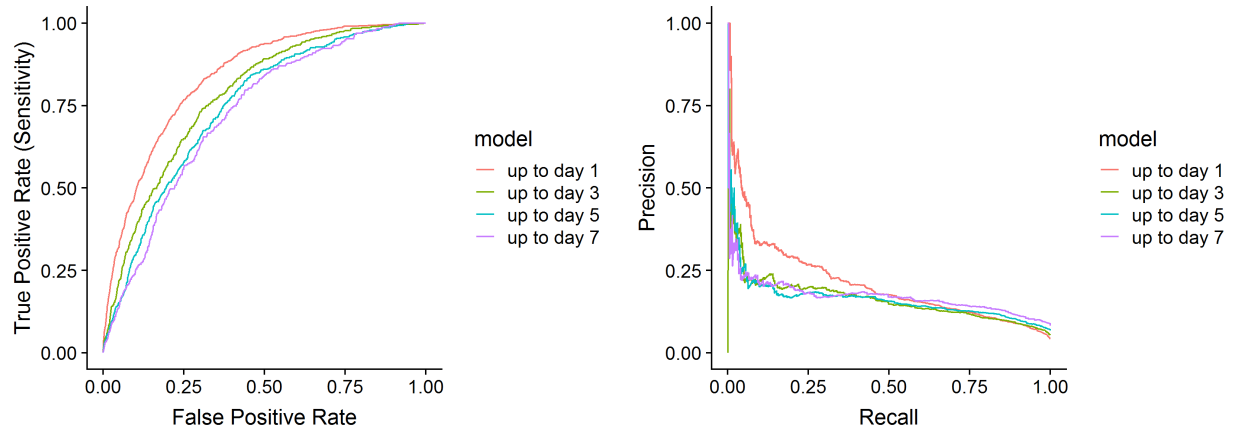 True Positive Rate (Sensitivity)
1.00
0.75
0.50
0.25
0.00
0.00 0.25 0.50 0.75 1.00
False Positive Rate
model
up to day 1
up to day 3
up to day 5
up to day 7
Precision
1.00
0.75
0.50
0.25
0.00
0.00 0.25 0.50 0.75 1.00
Recall
model
up to day 1
up to day 3
up to day 5
up to day 7